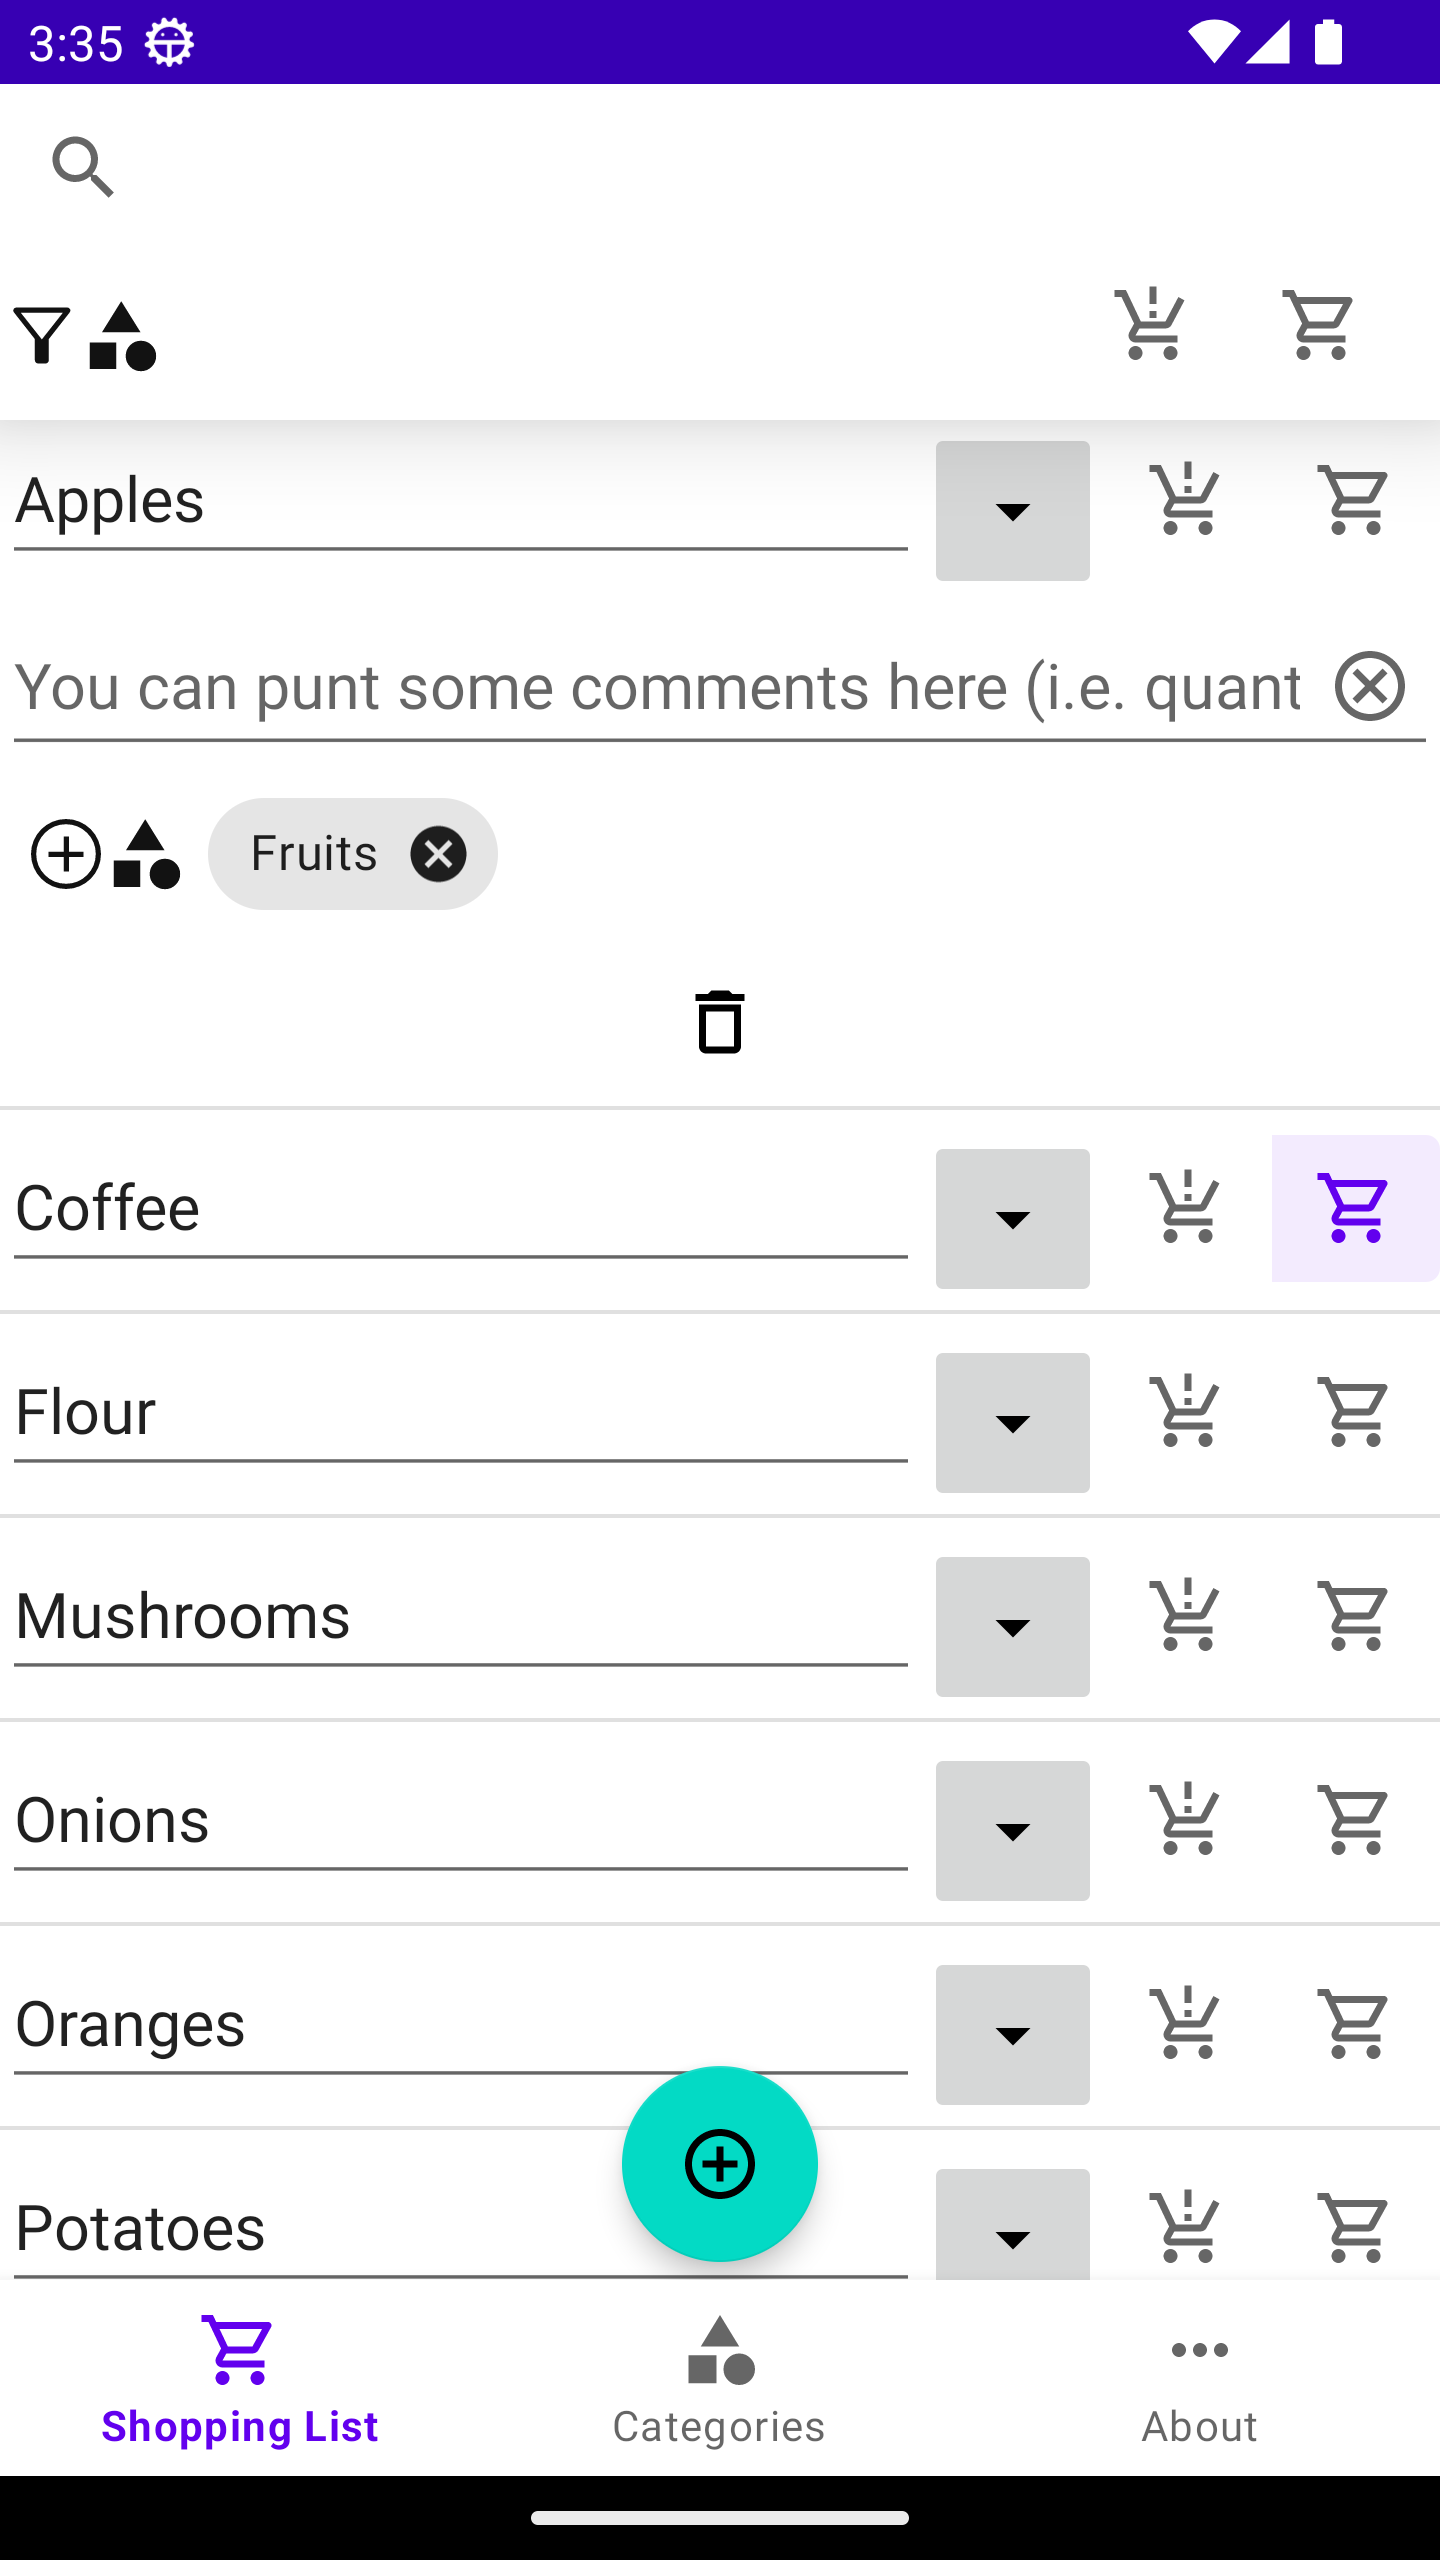 3:35
Apples
You can punt some comments here (i.e. quant
Fruits
Coffee
Flour
Mushrooms
Onions
Oranges
Potatoes
Shopping List
Categories
About